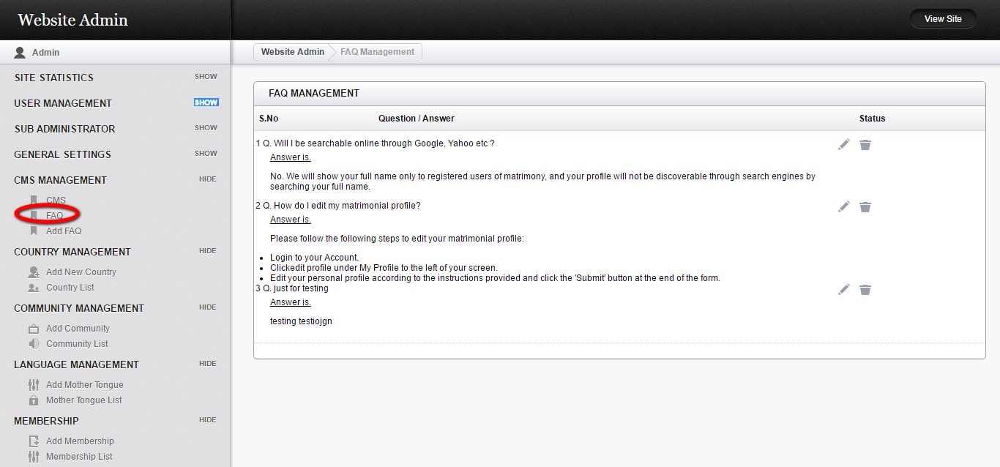 Website Admin
View Site
Admin
Website Admin FAQ Management
SITE STATISTICS SHOW
USER MANAGEMENT SHOW
SUB ADMINISTRATOR SHOW
GENERAL SETTINGS SHOW
CMS MANAGEMENT HIDE
CMS
FAQ
Add FAQ
COUNTRY MANAGEMENT HIDE
Add New Country
Country List
COMMUNITY MANAGEMENT HIDE
Add Community
Community List
LANGUAGE MANAGEMENT HIDE
Add Mother Tongue
Mother Tongue List
MEMBERSHIP HIDE
Add Membership
Membership List
FAQ MANAGEMENT
S.No Question / Answer Status
1 Q. Will I be searchable online through Google, Yahoo etc ?
Answer is.
No. We will show your full name only to registered users of matrimony, and your profile will not be discoverable through search engines by
searching your full name.
2 Q. How do I edit my matrimonial profile?
Answer is.
Please follow the following steps to edit your matrimonial profile:
• Login to your Account.
• Clickedit profile under My Profile to the left of your screen.
• Edit your personal profile according to the instructions provided and click the 'Submit' button at the end of the form.
3 Q. just for testing
Answer is.
testing testiojgn